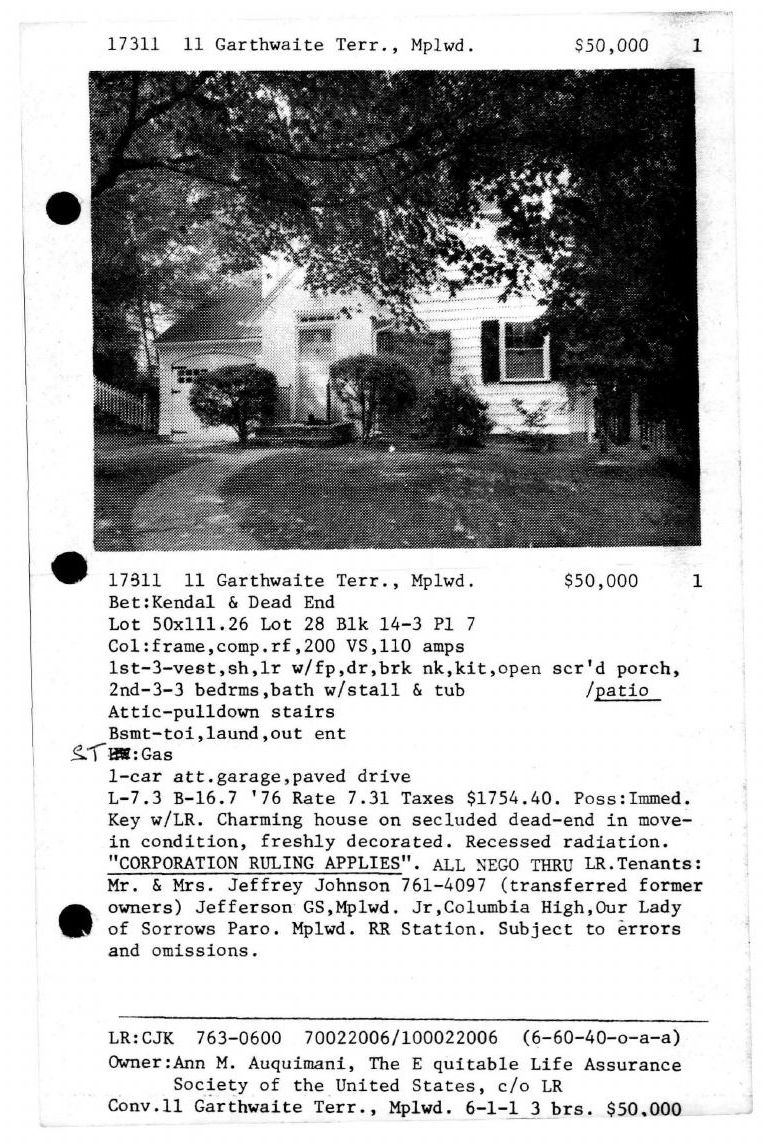 17311 11 Garthwaite Terr., Mplwd. $50,000 1
17311 11 Garthwaite Terr., Mplwd. $50,000 1
Bet:Kendal & Dead End
Lot 50x111.26 Lot 28 Blk 14-3 Pl 7
Col:frame,comp.rf,200 VS,110 amps
1st-3-vest,sh,lr w/fp,dr,brk nk,kit,open scr'd porch,
2nd-3-3 bedrms,bath w/stall & tub /patio
Attic-pulldown stairs
Bsmt-toi,laund,out ent
ST :Gas
1-car att.garage,paved drive
L-7.3 B-16.7 '76 Rate 7.31 Taxes $1754.40. Poss:Immed.
Key w/LR. Charming house on secluded dead-end in move-
in condition, freshly decorated. Recessed radiation.
"CORPORATION RULING APPLIES". ALL NEGO THRU LR.Tenants:
Mr. & Mrs. Jeffrey Johnson 761-4097 (transferred former
owners) Jefferson GS,Mplwd. Jr,Columbia High,Our Lady
of Sorrows Paro. Mplwd. RR Station. Subject to errors
and omissions.
LR:CJK 763-0600 70022006/100022006 (6-60-40-o-a-a)
Owner:Ann M. Auquimani, The E quitable Life Assurance
Society of the United States, c/o LR
Conv.11 Garthwaite Terr., Mplwd. 6-1-1 3 brs. $50,000